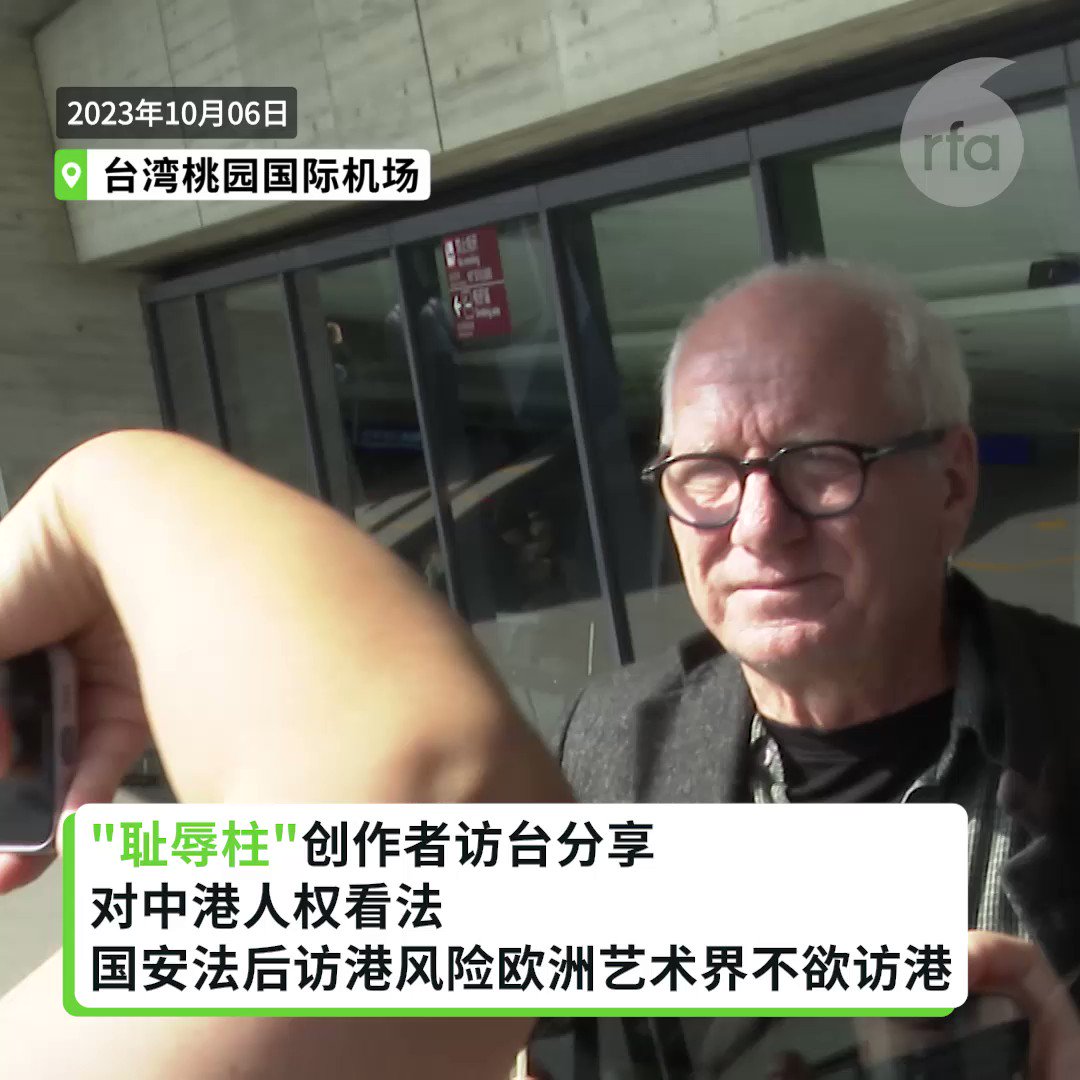 2023年10月06日
台湾桃园国际机场
rfa
"耻辱柱"创作者访台分享
对中港人权看法
国安法后访港风险欧洲艺术界不欲访港